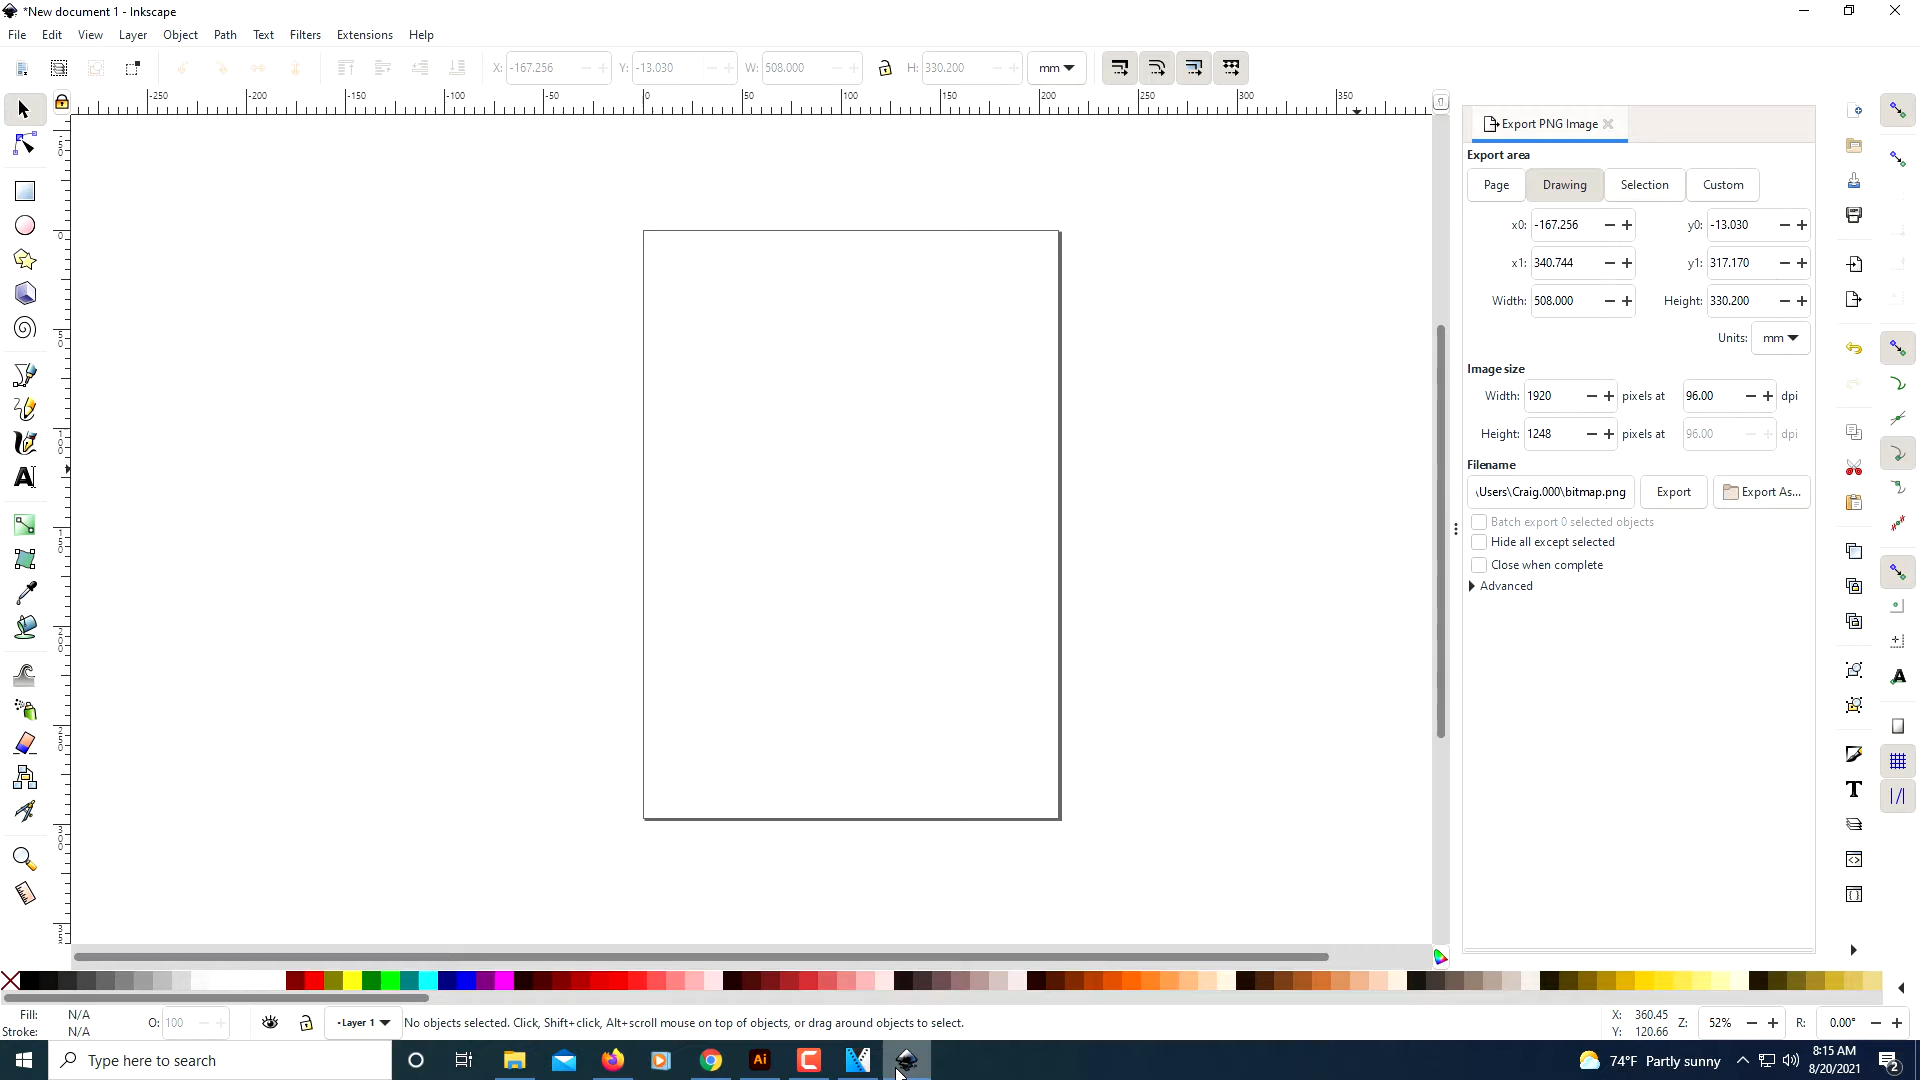 *New document 1 - Inkscape
File Edit View Layer Object Path Text Filters Extensions Help
X: -167.256 Y: -13.030 W: 508.000 H: 330.200 mm
-250 -200 -150 -100 -50 0 50 100 150 200 250 300 350
Export PNG Image
Export area
Page Drawing Selection Custom
x0: -167.256 y0: -13.030
x1: 340.744 y1: 317.170
Width: 508.000 Height: 330.200
Units: mm
Image size
Width: 1920 pixels at 96.00 dpi
Height: 1248 pixels at 96.00 dpi
Filename
\Users\Craig.000\bitmap.png Export Export As...
Batch export 0 selected objects
Hide all except selected
Close when complete
Advanced
Fill: N/A
Stroke: N/A
O: 100
Layer 1
No objects selected. Click, Shift+click, Alt+scroll mouse on top of objects, or drag around objects to select.
X: 360.45
Y: 120.66
Z: 52% R: 0.00°
Type here to search
Ai
74°F Partly sunny
8:15 AM
8/20/2021
2